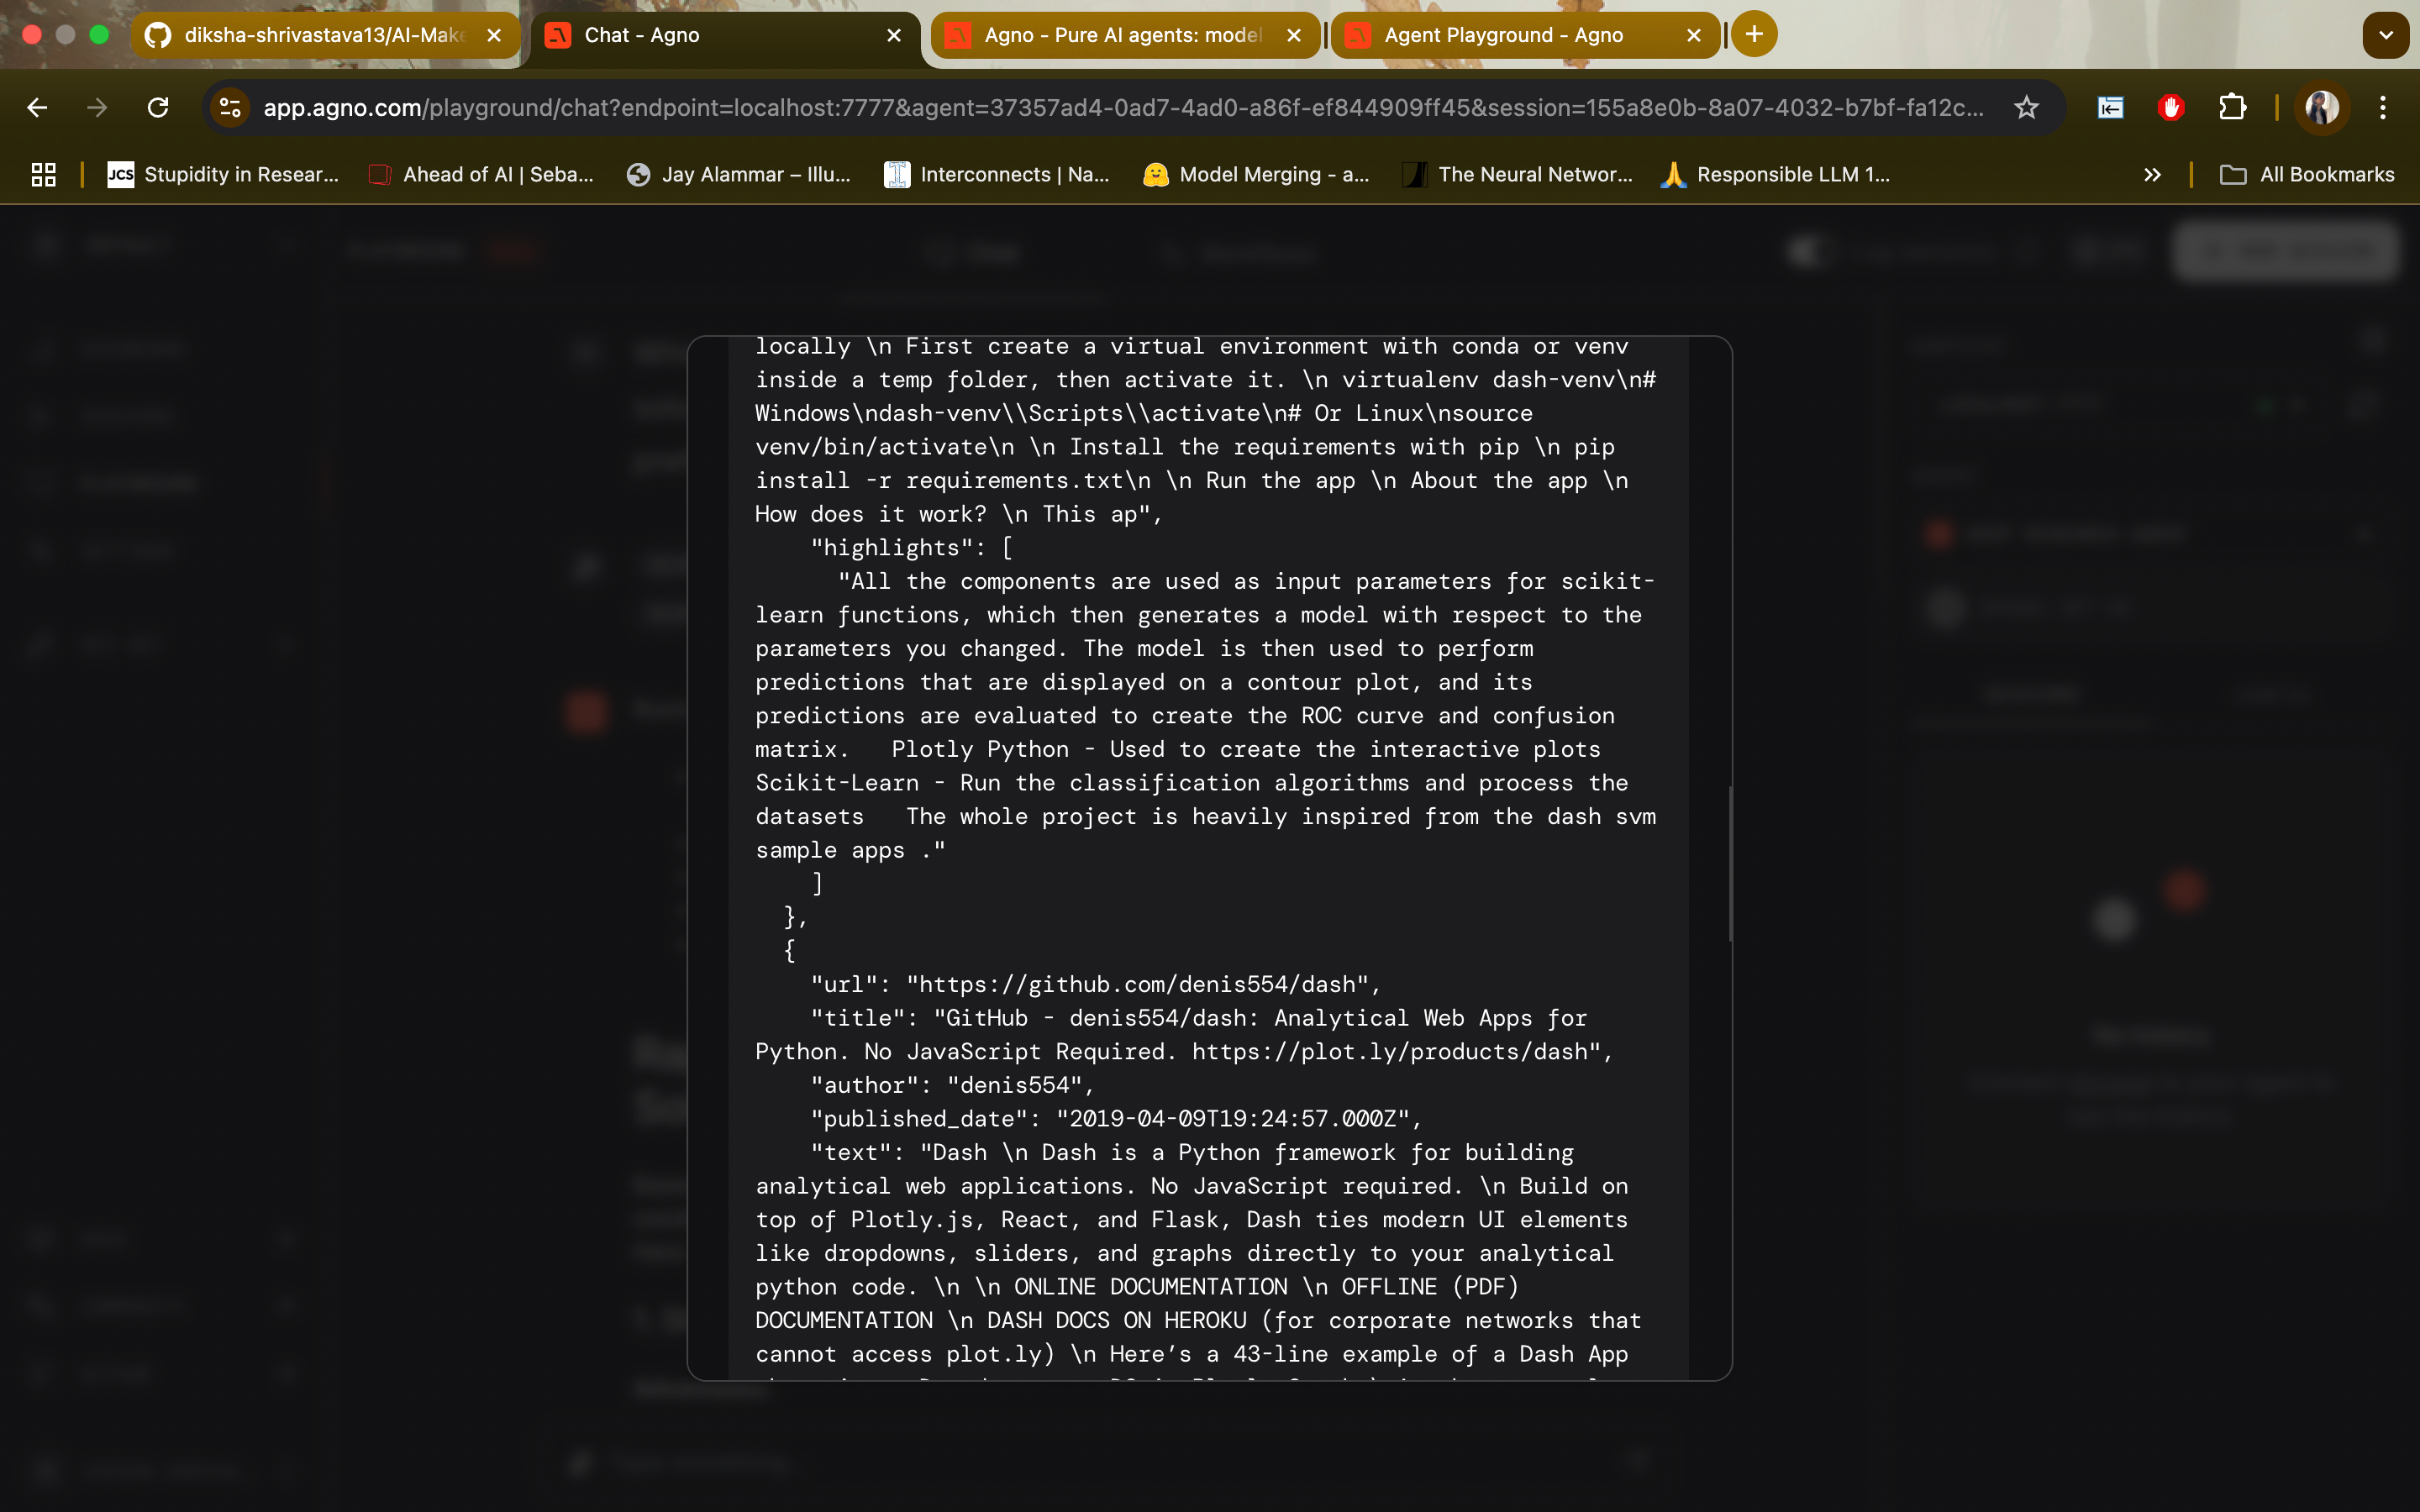 diksha-shrivastava13/AI-Make
Chat - Agno
Agno - Pure AI agents: model
Agent Playground - Agno
app.agno.com/playground/chat?endpoint=localhost:7777&agent=37357ad4-0ad7-4ad0-a86f-ef844909ff45&session=155a8e0b-8a07-4032-b7bf-fa12c...
JCS Stupidity in Resear...
Ahead of AI | Seba...
Jay Alammar – Illu...
Interconnects | Na...
Model Merging - a...
The Neural Networ...
Responsible LLM 1...
All Bookmarks
locally \n First create a virtual environment with conda or venv
inside a temp folder, then activate it. \n virtualenv dash-venv\n#
Windows\ndash-venv\\Scripts\\activate\n# Or Linux\nsource
venv/bin/activate\n \n Install the requirements with pip \n pip
install -r requirements.txt\n \n Run the app \n About the app \n
How does it work? \n This ap",
"highlights": [
"All the components are used as input parameters for scikit-
learn functions, which then generates a model with respect to the
parameters you changed. The model is then used to perform
predictions that are displayed on a contour plot, and its
predictions are evaluated to create the ROC curve and confusion
matrix.   Plotly Python - Used to create the interactive plots
Scikit-Learn - Run the classification algorithms and process the
datasets   The whole project is heavily inspired from the dash svm
sample apps ."
]
},
{
"url": "https://github.com/denis554/dash",
"title": "GitHub - denis554/dash: Analytical Web Apps for
Python. No JavaScript Required. https://plot.ly/products/dash",
"author": "denis554",
"published_date": "2019-04-09T19:24:57.000Z",
"text": "Dash \n Dash is a Python framework for building
analytical web applications. No JavaScript required. \n Build on
top of Plotly.js, React, and Flask, Dash ties modern UI elements
like dropdowns, sliders, and graphs directly to your analytical
python code. \n \n ONLINE DOCUMENTATION \n OFFLINE (PDF)
DOCUMENTATION \n DASH DOCS ON HEROKU (for corporate networks that
cannot access plot.ly) \n Here's a 43-line example of a Dash App